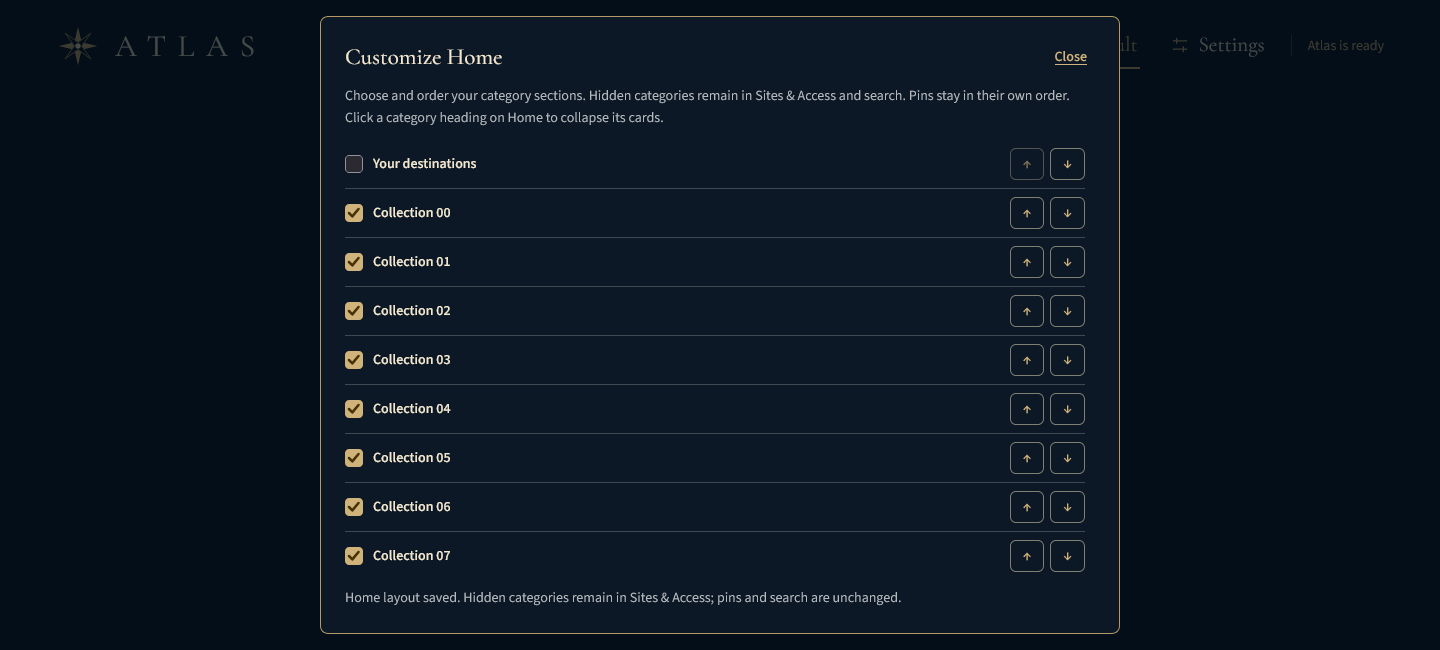 ATLAS
Settings
Atlas is ready
Customize Home
Close
Choose and order your category sections. Hidden categories remain in Sites & Access and search. Pins stay in their own order.
Click a category heading on Home to collapse its cards.
Your destinations
↑ ↓
Collection 00
↑ ↓
Collection 01
↑ ↓
Collection 02
↑ ↓
Collection 03
↑ ↓
Collection 04
↑ ↓
Collection 05
↑ ↓
Collection 06
↑ ↓
Collection 07
↑ ↓
Home layout saved. Hidden categories remain in Sites & Access; pins and search are unchanged.